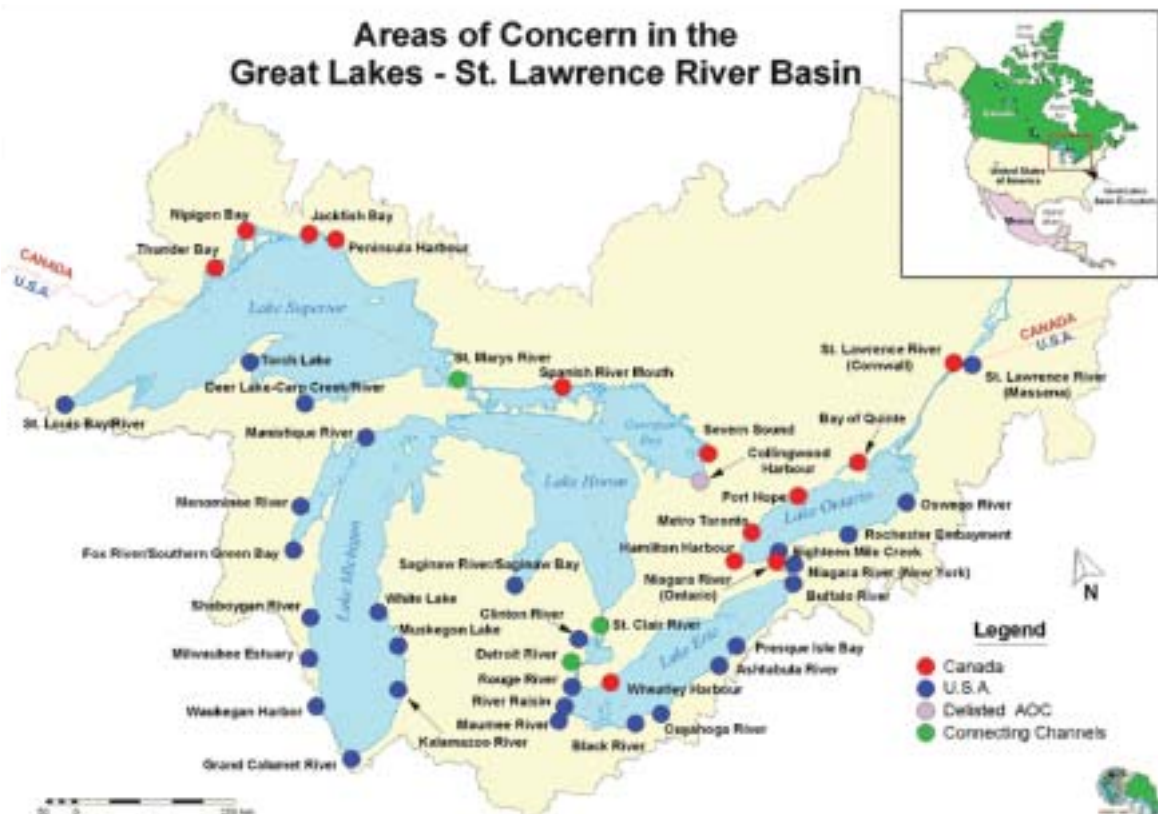 Areas of Concern in the
Great Lakes - St. Lawrence River Basin
United States
of America
Mexico
Nipigon Bay
Jackfish Bay
Peninsula Harbour
Thunder Bay
CANADA
U.S.A.
Lake Superior
Torch Lake
Deer Lake-Carp Creek/River
St. Louis Bay/River
Manistique River
St. Marys River
Spanish River Mouth
Georgian
Bay
Severn Sound
Collingwood
Harbour
St. Lawrence River
(Cornwall)
CANADA
U.S.A.
St. Lawrence River
(Massena)
Bay of Quinte
Port Hope
Lake Ontario
Oswego River
Metro Toronto
Rochester Embayment
Hamilton Harbour
Eighteen Mile Creek
Niagara River
(Ontario)
Niagara River (New York)
Buffalo River
Lake Huron
Menominee River
Fox River/Southern Green Bay
Lake Michigan
Saginaw River/Saginaw Bay
Sheboygan River
White Lake
Muskegon Lake
Clinton River
St. Clair River
Milwaukee Estuary
Detroit River
Rouge River
Lake Erie
Presque Isle Bay
Ashtabula River
Wheatley Harbour
Waukegan Harbor
River Raisin
Maumee River
Kalamazoo River
Black River
Cuyahoga River
Grand Calumet River
N
Legend
Canada
U.S.A.
Delisted AOC
Connecting Channels